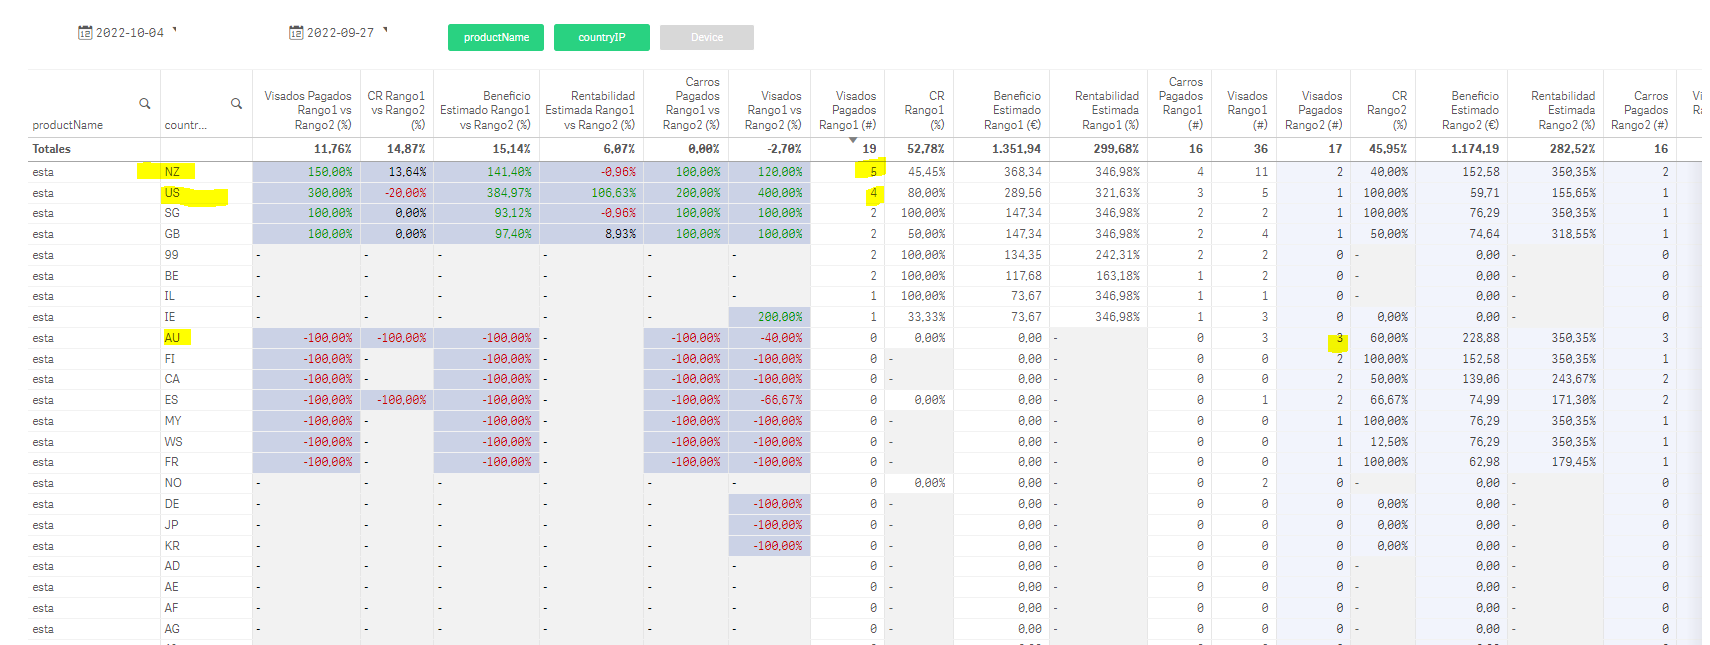 2022-10-04 2022-09-27 productName countryIP Device
productName countr... Visados Pagados Rango1 vs Rango2 (%) CR Rango1 vs Rango2 (%) Beneficio Estimado Rango1 vs Rango2 (%) Rentabilidad Estimada Rango1 vs Rango2 (%) Carros Pagados Rango1 vs Rango2 (%) Visados Rango1 vs Rango2 (%) Visados Pagados Rango1 (#) CR Rango1 (%) Beneficio Estimado Rango1 (€) Rentabilidad Estimada Rango1 (%) Carros Pagados Rango1 (#) Visados Rango1 (#) Visados Pagados Rango2 (#) CR Rango2 (%) Beneficio Estimado Rango2 (€) Rentabilidad Estimada Rango2 (%) Carros Pagados Rango2 (#)
Totales 11,76% 14,87% 15,14% 6,07% 0,00% -2,70% 19 52,78% 1.351,94 299,68% 16 36 17 45,95% 1.174,19 282,52% 16
esta NZ 150,00% 13,64% 141,40% -0,96% 100,00% 120,00% 5 45,45% 368,34 346,98% 4 11 2 40,00% 152,58 350,35% 2
esta US 300,00% -20,00% 384,97% 106,63% 200,00% 400,00% 4 80,00% 289,56 321,63% 3 5 1 100,00% 59,71 155,65% 1
esta SG 100,00% 0,00% 93,12% -0,96% 100,00% 100,00% 2 100,00% 147,34 346,98% 2 2 1 100,00% 76,29 350,35% 1
esta GB 100,00% 0,00% 97,40% 8,93% 100,00% 100,00% 2 50,00% 147,34 346,98% 2 4 1 50,00% 74,64 318,55% 1
esta 99 - - - - - - 2 100,00% 134,35 242,31% 2 2 0 - 0,00 - 0
esta BE - - - - - - 2 100,00% 117,68 163,18% 1 2 0 - 0,00 - 0
esta IL - - - - - - 1 100,00% 73,67 346,98% 1 1 0 - 0,00 - 0
esta IE - - - - - 200,00% 1 33,33% 73,67 346,98% 1 3 0 0,00% 0,00 - 0
esta AU -100,00% -100,00% -100,00% - -100,00% -40,00% 0 0,00% 0,00 - 0 3 3 60,00% 228,88 350,35% 3
esta FI -100,00% - -100,00% - -100,00% -100,00% 0 - 0,00 - 0 0 2 100,00% 152,58 350,35% 1
esta CA -100,00% - -100,00% - -100,00% -100,00% 0 - 0,00 - 0 0 2 50,00% 139,06 243,67% 2
esta ES -100,00% -100,00% -100,00% - -100,00% -66,67% 0 0,00% 0,00 - 0 1 2 66,67% 74,99 171,30% 2
esta MY -100,00% - -100,00% - -100,00% -100,00% 0 - 0,00 - 0 0 1 100,00% 76,29 350,35% 1
esta WS -100,00% - -100,00% - -100,00% -100,00% 0 - 0,00 - 0 0 1 12,50% 76,29 350,35% 1
esta FR -100,00% - -100,00% - -100,00% -100,00% 0 - 0,00 - 0 0 1 100,00% 62,98 179,45% 1
esta NO - - - - - - 0 0,00% 0,00 - 0 2 0 - 0,00 - 0
esta DE - - - - - -100,00% 0 - 0,00 - 0 0 0 0,00% 0,00 - 0
esta JP - - - - - -100,00% 0 - 0,00 - 0 0 0 0,00% 0,00 - 0
esta KR - - - - - -100,00% 0 - 0,00 - 0 0 0 0,00% 0,00 - 0
esta AD - - - - - - 0 - 0,00 - 0 0 0 - 0,00 - 0
esta AE - - - - - - 0 - 0,00 - 0 0 0 - 0,00 - 0
esta AF - - - - - - 0 - 0,00 - 0 0 0 - 0,00 - 0
esta AG - - - - - - 0 - 0,00 - 0 0 0 - 0,00 - 0